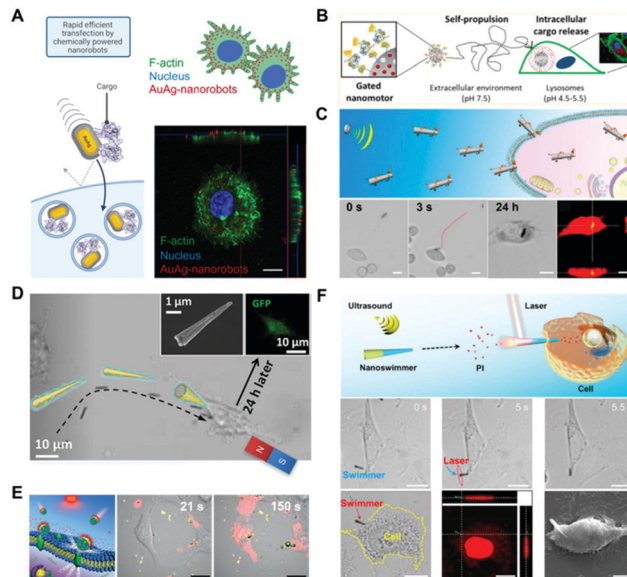 A
Rapid efficient
transfection by
chemically powered
nanorobots
Cargo
AuAg
F-actin
Nucleus
AuAg-nanorobots
F-actin
Nucleus
AuAg-nanorobots
B
Self-propulsion
Intracellular
cargo release
Gated
nanomotor
Extracellular environment
(pH 7.5)
Lysosomes
(pH 4.5-5.5)
C
0 s
3 s
24 h
D
1 μm
GFP
10 μm
24 h later
10 μm
N
S
E
21 s
150 s
F
Ultrasound
Laser
Nanoswimmer
PI
Cell
0 s
5 s
5.5
Swimmer
Laser
Swimmer
Cell